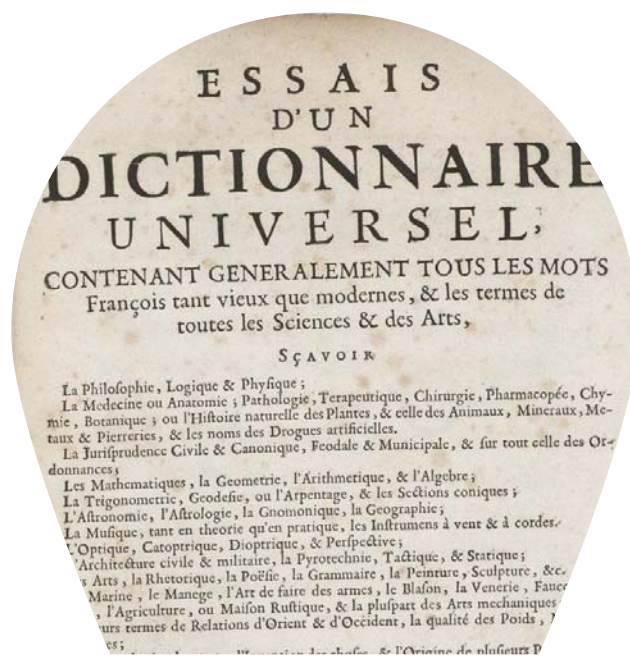 ESSAIS
D'UN
DICTIONNAIRE
UNIVERSEL,
CONTENANT GENERALEMENT TOUS LES MOTS
François tant vieux que modernes, & les termes de
toutes les Sciences & des Arts,
SÇAVOIR
La Philoſophie, Logique & Phyſique ;
La Medecine ou Anatomie ; Pathologie, Terapeutique, Chirurgie, Pharmacopée, Chy-
mie, Botanique ; ou l'Hiſtoire naturelle des Plantes, & celle des Animaux, Mineraux, Me-
taux & Pierreries, & les noms des Drogues artificielles.
La Juriſprudence Civile & Canonique, Feodale & Municipale, & ſur tout celle des Or-
donnances ;
Les Mathematiques, la Geometrie, l'Arithmetique, & l'Algebre ;
La Trigonometrie, Geodeſie, ou l'Arpentage, & les Sections coniques ;
L'Aſtronomie, l'Aſtrologie, la Gnomonique, la Geographie ;
La Muſique, tant en theorie qu'en pratique, les Inſtrumens à vent & à cordes.
L'Optique, Catoptrique, Dioptrique, & Perſpective ;
'Architecture civile & militaire, la Pyrotechnie, Tactique, & Statique ;
s Arts, la Rhetorique, la Poëſie, la Grammaire, la Peinture, Sculpture, &c.
Marine, le Manege, l'Art de faire des armes, le Blaſon, la Venerie, Fauc
, l'Agriculture, ou Maiſon Ruſtique, & la pluſpart des Arts mechaniques
urs termes de Relations d'Orient & d'Occident, la qualité des Poids,
es ;
des choſes, & l'Origine de pluſieurs P